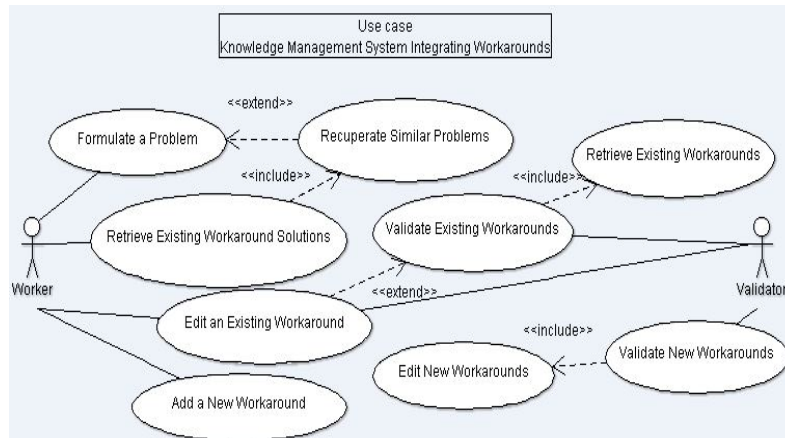 Use case
Knowledge Management System Integrating Workarounds
<<extend>>
Formulate a Problem
Recuperate Similar Problems
Retrieve Existing Workarounds
<<include>>
<<include>>
Retrieve Existing Workaround Solutions
Validate Existing Workarounds
Worker
Validator
<<extend>>
Edit an Existing Workaround
<<include>>
Edit New Workarounds
Validate New Workarounds
Add a New Workaround